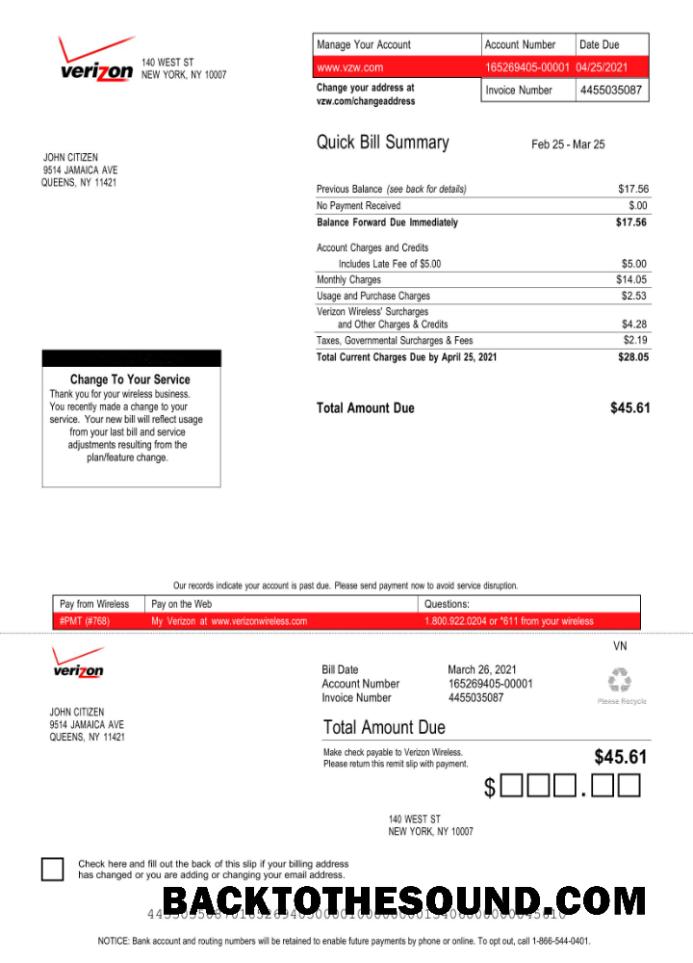 verizon
140 WEST ST
NEW YORK, NY 10007
Manage Your Account Account Number Date Due
www.vzw.com 165269405-00001 04/25/2021
Change your address at
vzw.com/changeaddress
Invoice Number 4455035087
Quick Bill Summary Feb 25 - Mar 25
JOHN CITIZEN
9514 JAMAICA AVE
QUEENS, NY 11421
Previous Balance (see back for details) $17.56
No Payment Received $.00
Balance Forward Due Immediately $17.56
Account Charges and Credits
Includes Late Fee of $5.00 $5.00
Monthly Charges $14.05
Usage and Purchase Charges $2.53
Verizon Wireless' Surcharges
and Other Charges & Credits $4.28
Taxes, Governmental Surcharges & Fees $2.19
Total Current Charges Due by April 25, 2021 $28.05
Total Amount Due $45.61
Change To Your Service
Thank you for your wireless business.
You recently made a change to your
service. Your new bill will reflect usage
from your last bill and service
adjustments resulting from the
plan/feature change.
Our records indicate your account is past due. Please send payment now to avoid service disruption.
Pay from Wireless Pay on the Web Questions:
#PMT (#768) My Verizon at www.verizonwireless.com 1.800.922.0204 or *611 from your wireless
VN
verizon
Bill Date March 26, 2021
Account Number 165269405-00001
Invoice Number 4455035087
Please Recycle
JOHN CITIZEN
9514 JAMAICA AVE
QUEENS, NY 11421
Total Amount Due
Make check payable to Verizon Wireless.
Please return this remit slip with payment.
$45.61
$ .
140 WEST ST
NEW YORK, NY 10007
Check here and fill out the back of this slip if your billing address
has changed or you are adding or changing your email address.
BACKTOTHESOUND.COM
NOTICE: Bank account and routing numbers will be retained to enable future payments by phone or online. To opt out, call 1-866-544-0401.